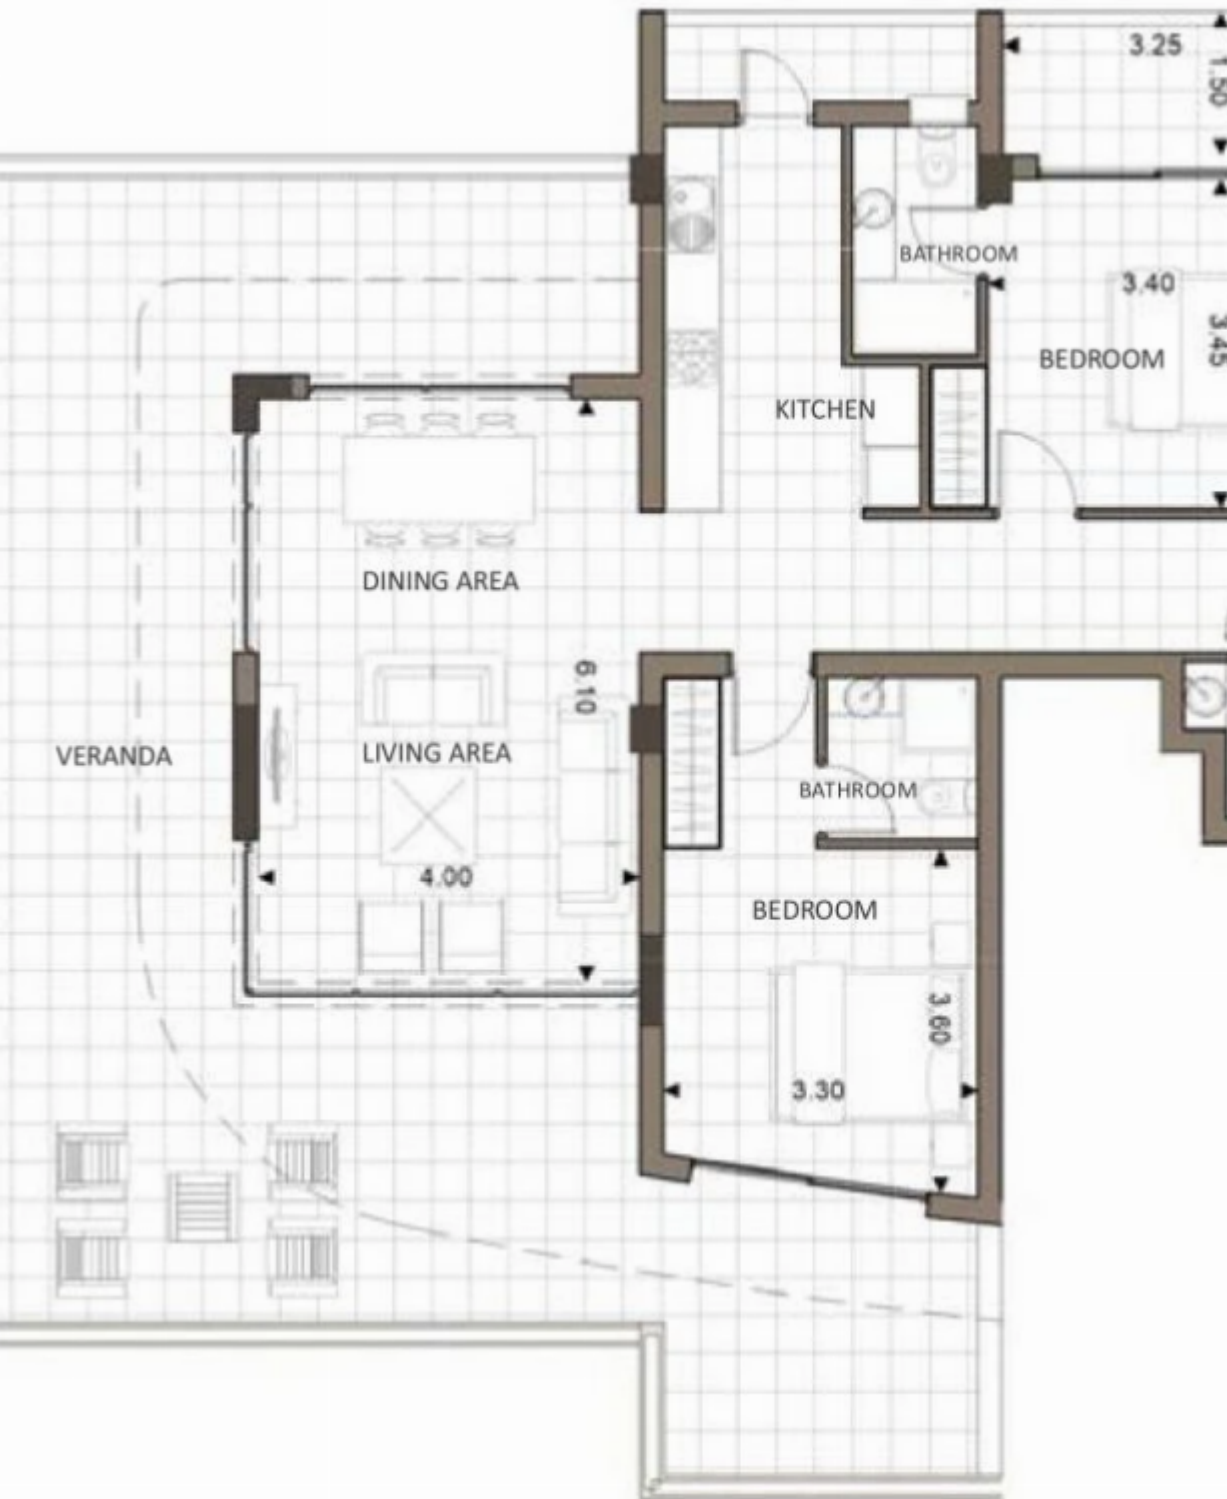 3.25
1.50
BATHROOM
3.40
3.45
BEDROOM
KITCHEN
DINING AREA
6.10
VERANDA
LIVING AREA
BATHROOM
4.00
BEDROOM
3.60
3.30